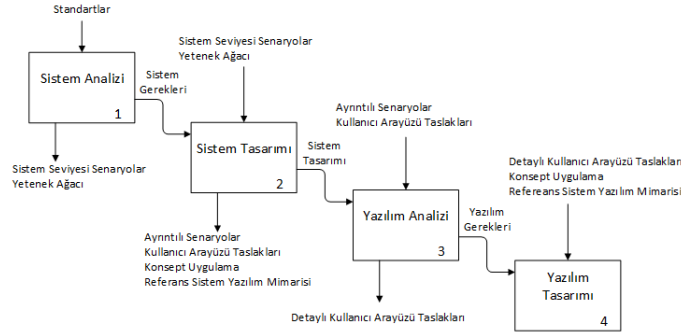 Standartlar
Sistem Analizi
1
Sistem
Gerekleri
Sistem Seviyesi Senaryolar
Yetenek Ağacı
Sistem Seviyesi Senaryolar
Yetenek Ağacı
Sistem Tasarımı
2
Sistem
Tasarımı
Ayrıntılı Senaryolar
Kullanıcı Arayüzü Taslakları
Konsept Uygulama
Referans Sistem Yazılım Mimarisi
Ayrıntılı Senaryolar
Kullanıcı Arayüzü Taslakları
Yazılım Analizi
3
Yazılım
Gerekleri
Detaylı Kullanıcı Arayüzü Taslakları
Detaylı Kullanıcı Arayüzü Taslakları
Konsept Uygulama
Refereans Sistem Yazılım Mimarisi
Yazılım
Tasarımı
4